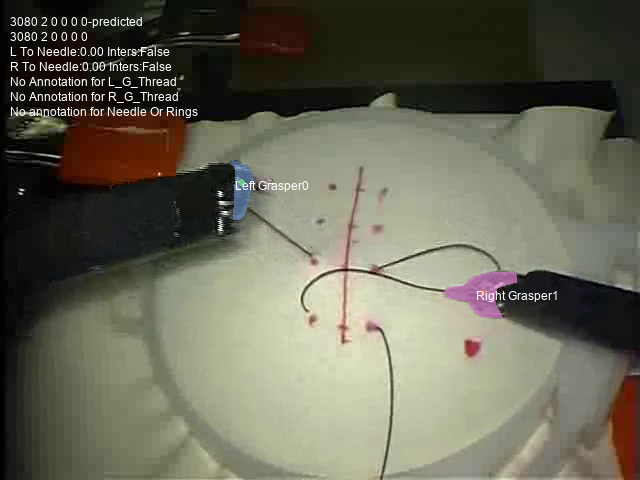 3080 2 0 0 0 0-predicted
3080 2 0 0 0 0
L To Needle:0.00 Inters:False
R To Needle:0.00 Inters:False
No Annotation for L_G_Thread
No Annotation for R_G_Thread
No annotation for Needle Or Rings
Left Grasper0
Right Grasper1